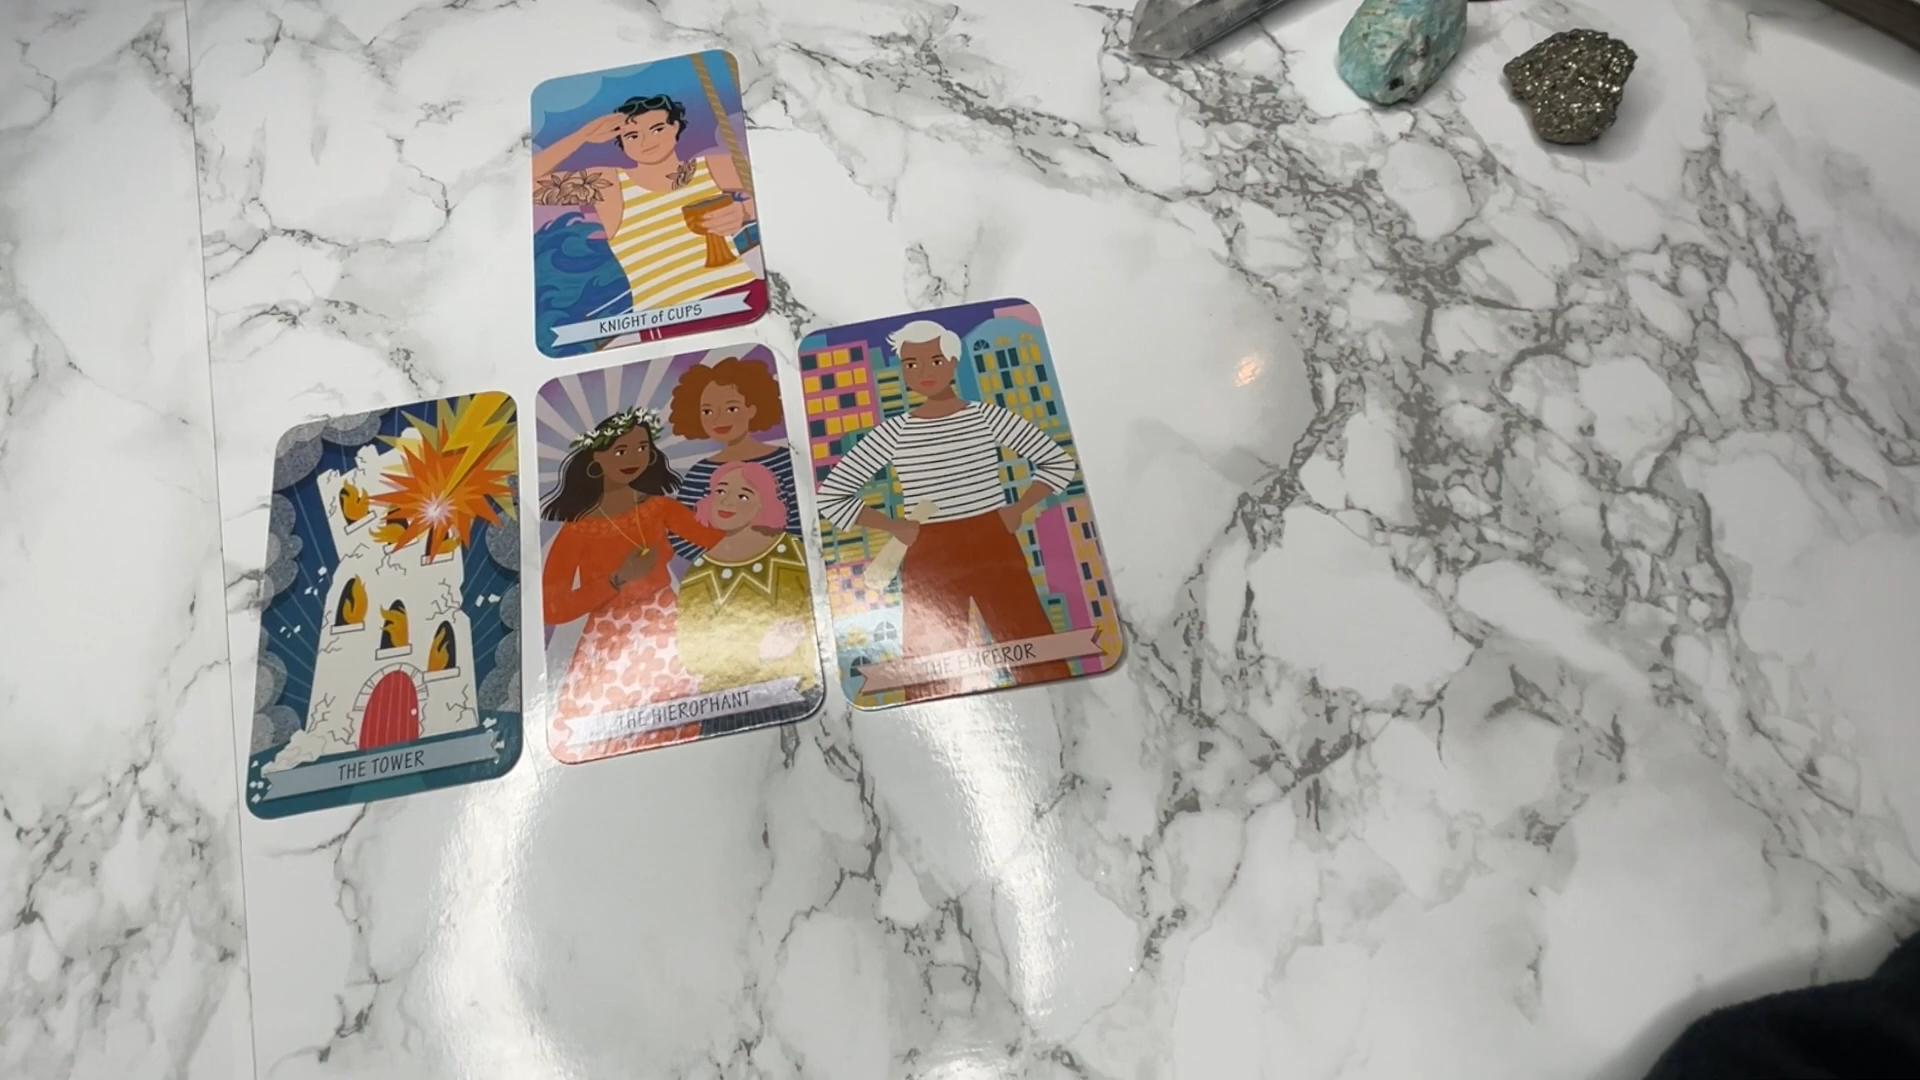 KNIGHT of CUPS
THE TOWER
THE HIEROPHANT
THE EMPEROR